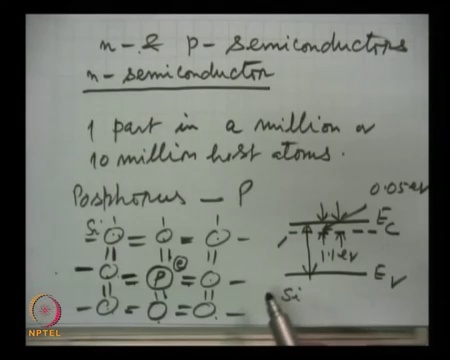 n- & p- semiconductors
n- semiconductor
1 part in a million or
10 million host atoms.
Posphorus — P
0.05 eV
Si
E_C
P e
1.1 eV
E_V
Si
NPTEL